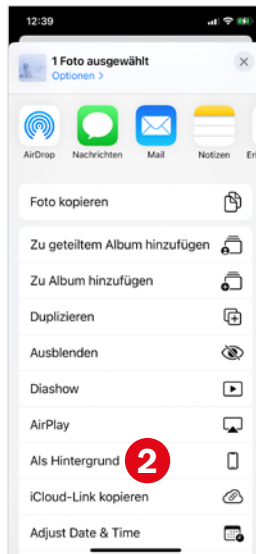 12:39
1 Foto ausgewählt
Optionen >
AirDrop
Nachrichten
Mail
Notizen
Foto kopieren
Zu geteiltem Album hinzufügen
Zu Album hinzufügen
Duplizieren
Ausblenden
Diashow
AirPlay
Als Hintergrund 2
iCloud-Link kopieren
Adjust Date & Time